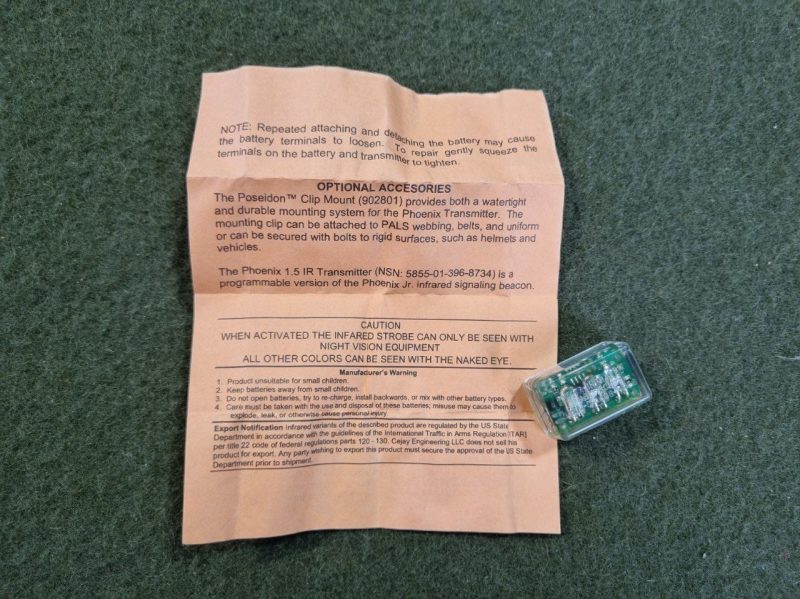 NOTE: Repeated attaching and detaching the battery may cause
the battery terminals to loosen. To repair gently squeeze the
terminals on the battery and transmitter to tighten.
OPTIONAL ACCESORIES
The Poseidon™ Clip Mount (902801) provides both a watertight
and durable mounting system for the Phoenix Transmitter. The
mounting clip can be attached to PALS webbing, belts, and uniform
or can be secured with bolts to rigid surfaces, such as helmets and
vehicles.
The Phoenix 1.5 IR Transmitter (NSN: 5855-01-396-8734) is a
programmable version of the Phoenix Jr. infrared signaling beacon.
CAUTION
WHEN ACTIVATED THE INFARED STROBE CAN ONLY BE SEEN WITH
NIGHT VISION EQUIPMENT
ALL OTHER COLORS CAN BE SEEN WITH THE NAKED EYE.
Manufacturer's Warning
1. Product unsuitable for small children.
2. Keep batteries away from small children.
3. Do not open batteries, try to re-charge, install backwards, or mix with other battery types.
4. Care must be taken with the use and disposal of these batteries; misuse may cause them to
explode, leak, or otherwise cause personal injury
Export Notification Infrared variants of the described product are regulated by the US State
Department in accordance with the guidelines of the International Traffic in Arms Regulation [ITAR]
per title 22 code of federal regulations parts 120 - 130. Cejay Engineering LLC does not sell his
product for export. Any party wishing to export this product must secure the approval of the US State
Department prior to shipment.